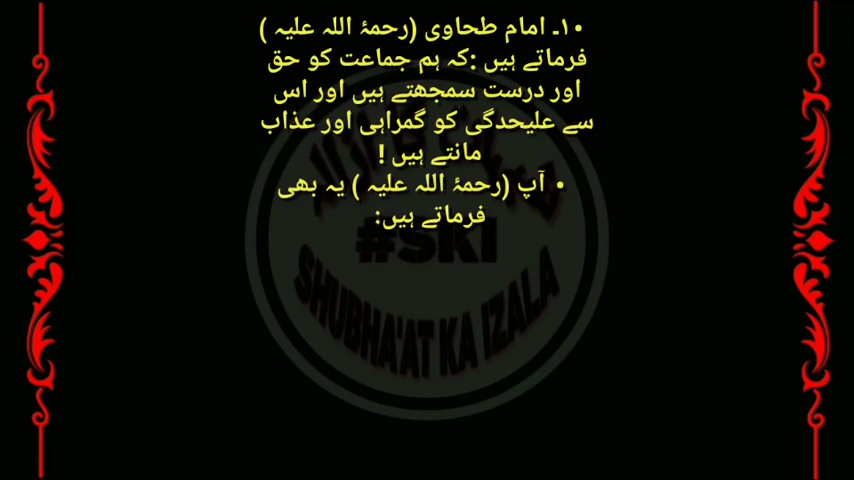 •۱۔ امام طحاوی (رحمۂ اللہ علیہ )
فرماتے ہیں :کہ ہم جماعت کو حق
اور درست سمجھتے ہیں اور اس
سے علیحدگی کو گمراہی اور عذاب
مانتے ہیں !
• آپ (رحمۂ اللہ علیہ ) یہ بھی
فرماتے ہیں:
#SKI
SHUBHA'AT KA IZALA